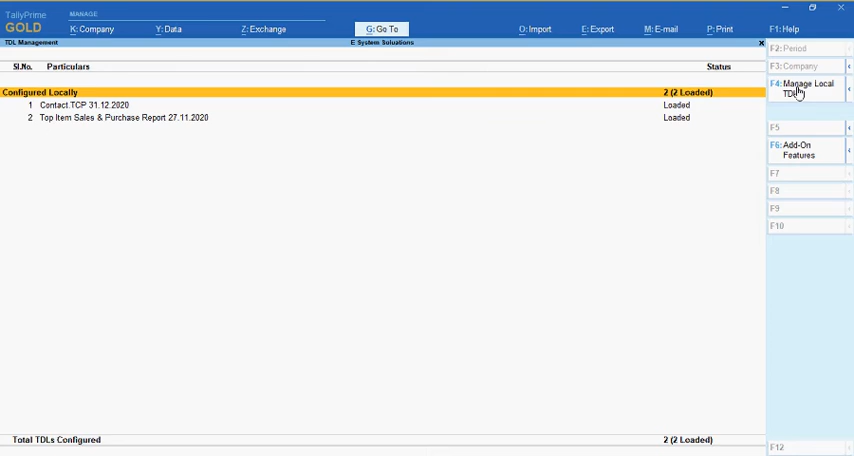 TallyPrime MANAGE
GOLD K: Company Y: Data Z: Exchange G: Go To O: Import E: Export M: E-mail P: Print F1: Help
TDL Management E System Soluations x
Sl.No. Particulars Status
Configured Locally 2 (2 Loaded)
1 Contact.TCP 31.12.2020 Loaded
2 Top Item Sales & Purchase Report 27.11.2020 Loaded
Total TDLs Configured 2 (2 Loaded)
F2: Period
F3: Company
F4: Manage Local
TDLs
F5
F6: Add-On
Features
F7
F8
F9
F10
F12